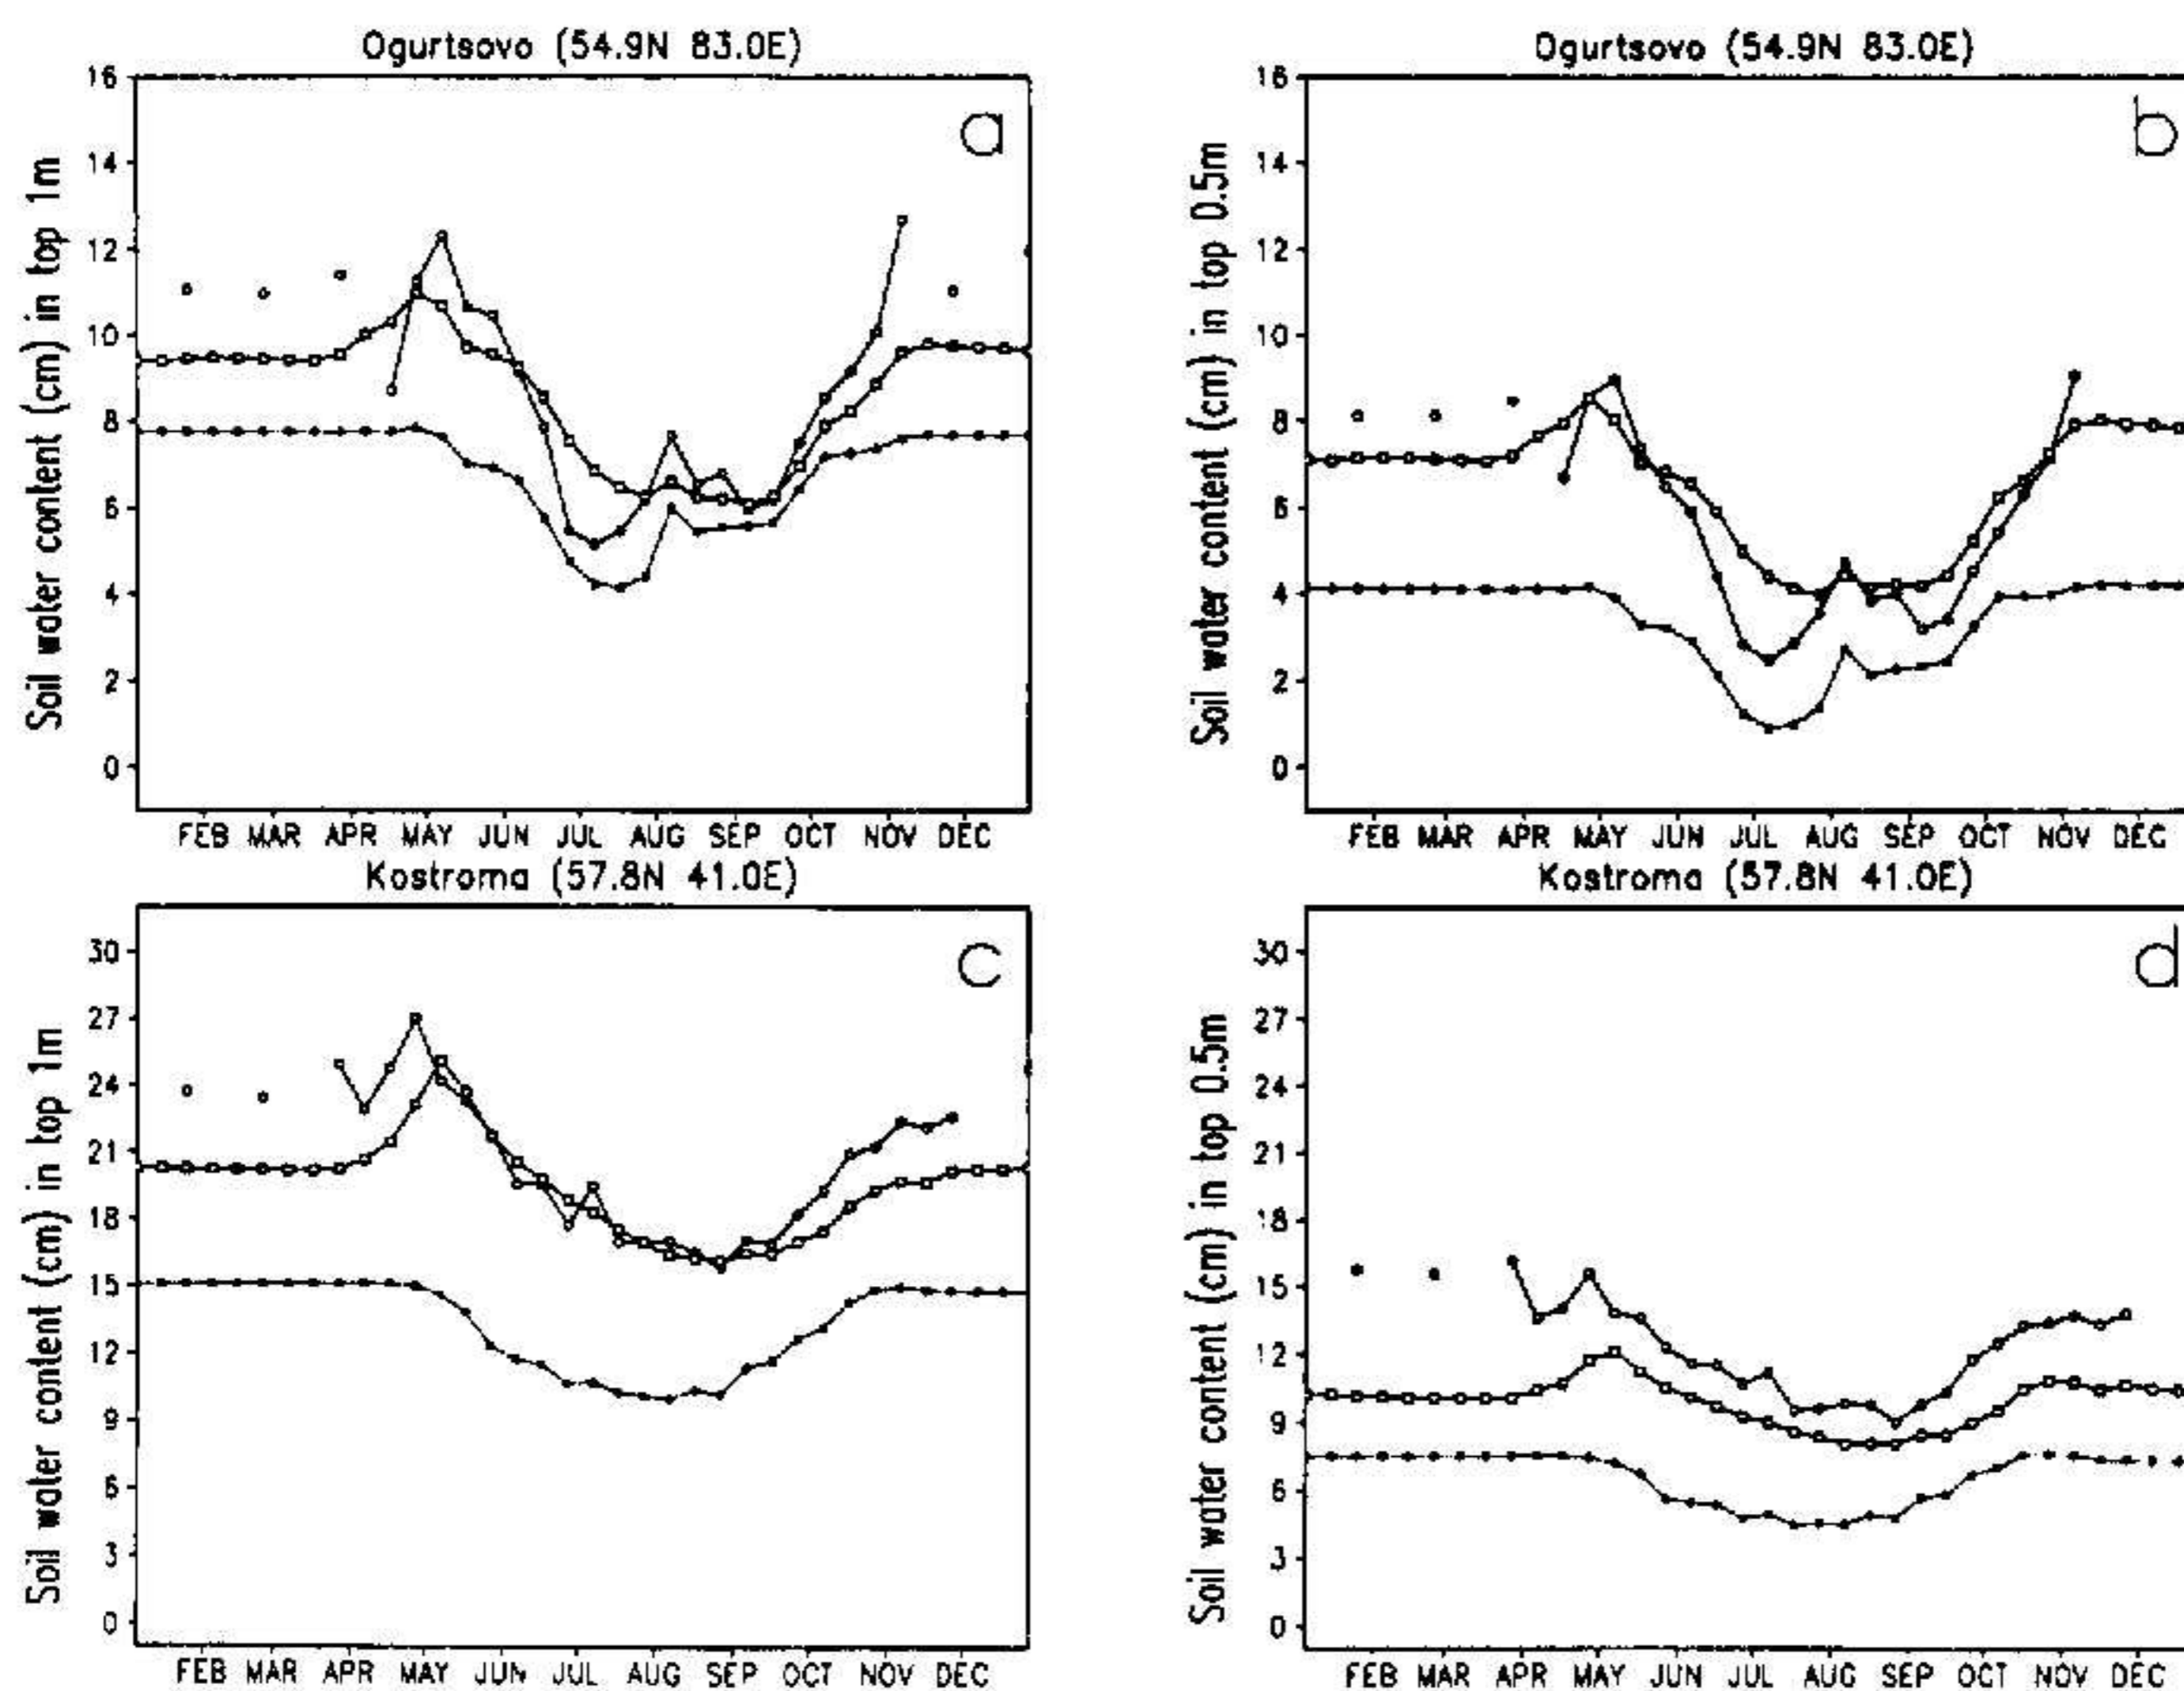 Ogurtsovo (54.9N 83.0E)
a
Soil water content (cm) in top 1m
16
14
12
10
8
6
4
2
0
FEB MAR APR MAY JUN JUL AUG SEP OCT NOV DEC
Ogurtsovo (54.9N 83.0E)
b
Soil water content (cm) in top 0.5m
16
14
12
10
8
6
4
2
0
FEB MAR APR MAY JUN JUL AUG SEP OCT NOV DEC
Kostroma (57.8N 41.0E)
c
Soil water content (cm) in top 1m
30
27
24
21
18
15
12
9
6
3
0
FEB MAR APR MAY JUN JUL AUG SEP OCT NOV DEC
Kostroma (57.8N 41.0E)
d
Soil water content (cm) in top 0.5m
30
27
24
21
18
15
12
9
6
3
0
FEB MAR APR MAY JUN JUL AUG SEP OCT NOV DEC